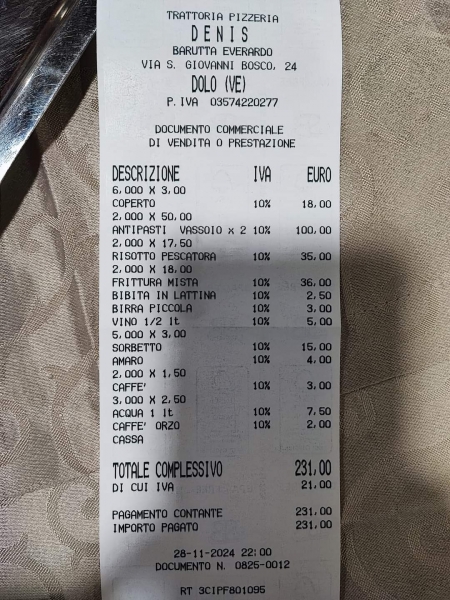 TRATTORIA PIZZERIA
DENIS
BARUTTA EVERARDO
VIA S. GIOVANNI BOSCO, 24
DOLO (VE)
P.IVA 03574220277
DOCUMENTO COMMERCIALE
DI VENDITA O PRESTAZIONE
DESCRIZIONE IVA EURO
6,000 X 3,00
COPERTO 10% 18,00
2,000 X 50,00
ANTIPASTI VASSOIO x 2 10% 100,00
2,000 X 17,50
RISOTTO PESCATORA 10% 35,00
2,000 X 18,00
FRITTURA MISTA 10% 36,00
BIBITA IN LATTINA 10% 2,50
BIRRA PICCOLA 10% 3,00
VINO 1/2 lt 10% 5,00
5,000 X 3,00
SORBETTO 10% 15,00
AMARO 10% 4,00
2,000 X 1,50
CAFFE' 10% 3,00
3,000 X 2,50
ACQUA 1 lt 10% 7,50
CAFFE' ORZO 10% 2,00
CASSA
TOTALE COMPLESSIVO 231,00
DI CUI IVA 21,00
PAGAMENTO CONTANTE 231,00
IMPORTO PAGATO 231,00
28-11-2024 22:00
DOCUMENTO N. 0825-0012
RT 3CIPF801095